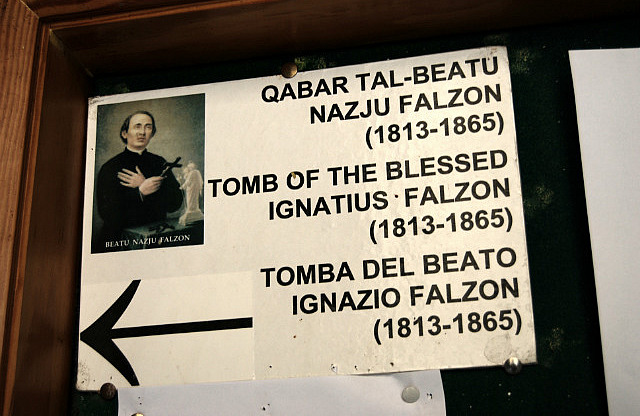 QABAR TAL-BEATU
NAZJU FALZON
(1813-1865)
TOMB OF THE BLESSED
IGNATIUS FALZON
(1813-1865)
TOMBA DEL BEATO
IGNAZIO FALZON
(1813-1865)
BEATU NAZJU FALZON